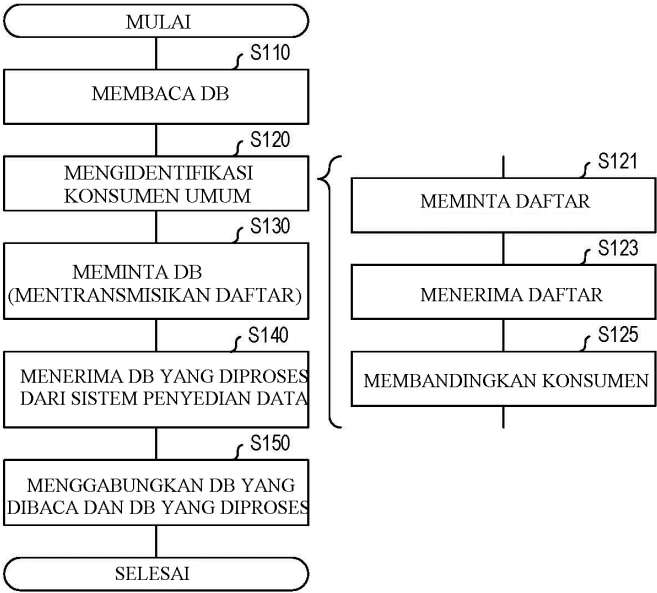 MULAI
S110
MEMBACA DB
S120
MENGIDENTIFIKASI
KONSUMEN UMUM
S130
MEMINTA DB
(MENTRANSMISIKAN DAFTAR)
S140
MENERIMA DB YANG DIPROSES
DARI SISTEM PENYEDIAN DATA
S150
MENGGABUNGKAN DB YANG
DIBACA DAN DB YANG DIPROSES
SELESAI
S121
MEMINTA DAFTAR
S123
MENERIMA DAFTAR
S125
MEMBANDINGKAN KONSUMEN